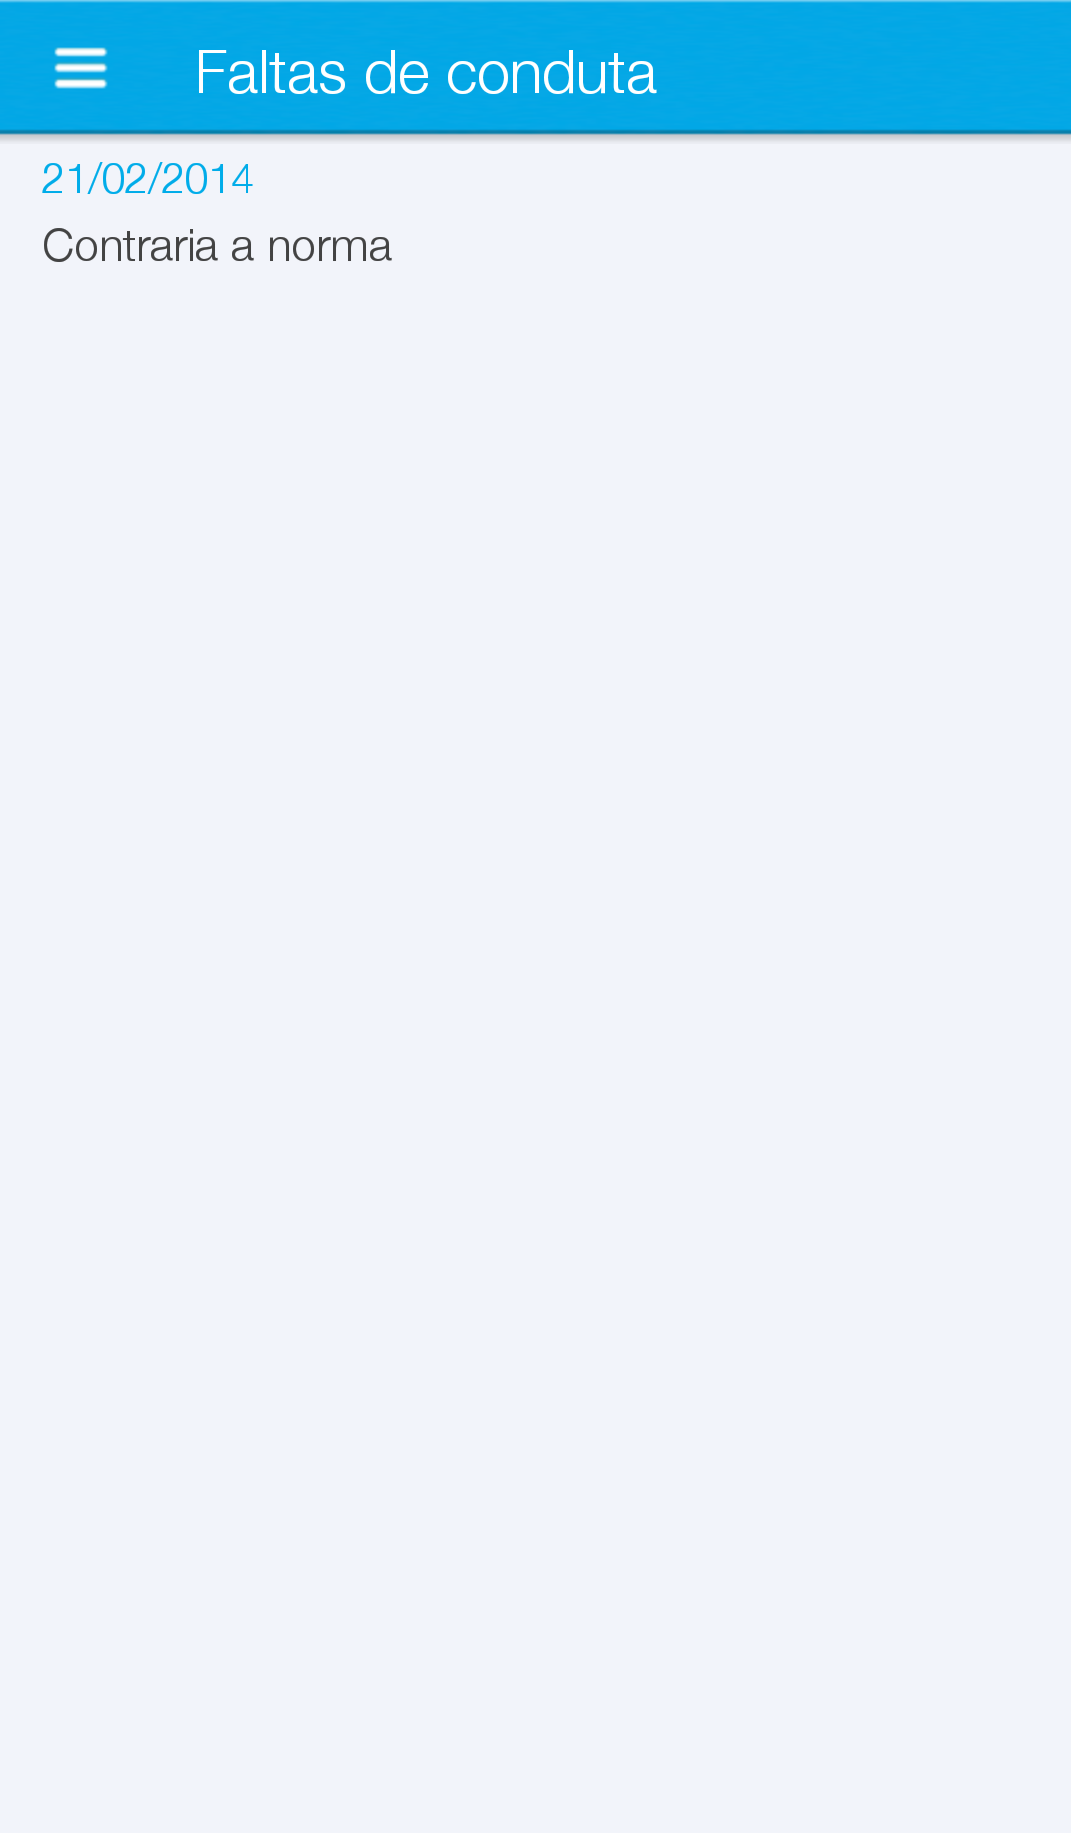 Faltas de conduta
21/02/2014
Contraria a norma